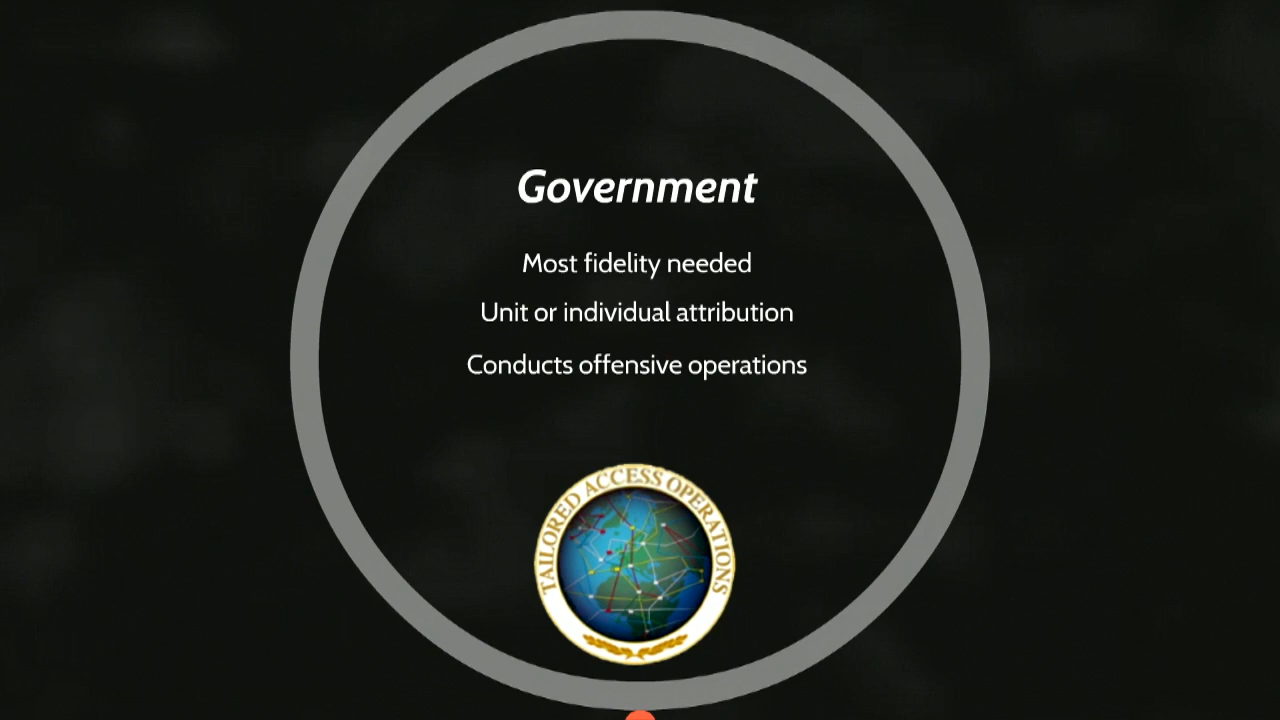 Government
Most fidelity needed
Unit or individual attribution
Conducts offensive operations
TAILORED ACCESS OPERATIONS